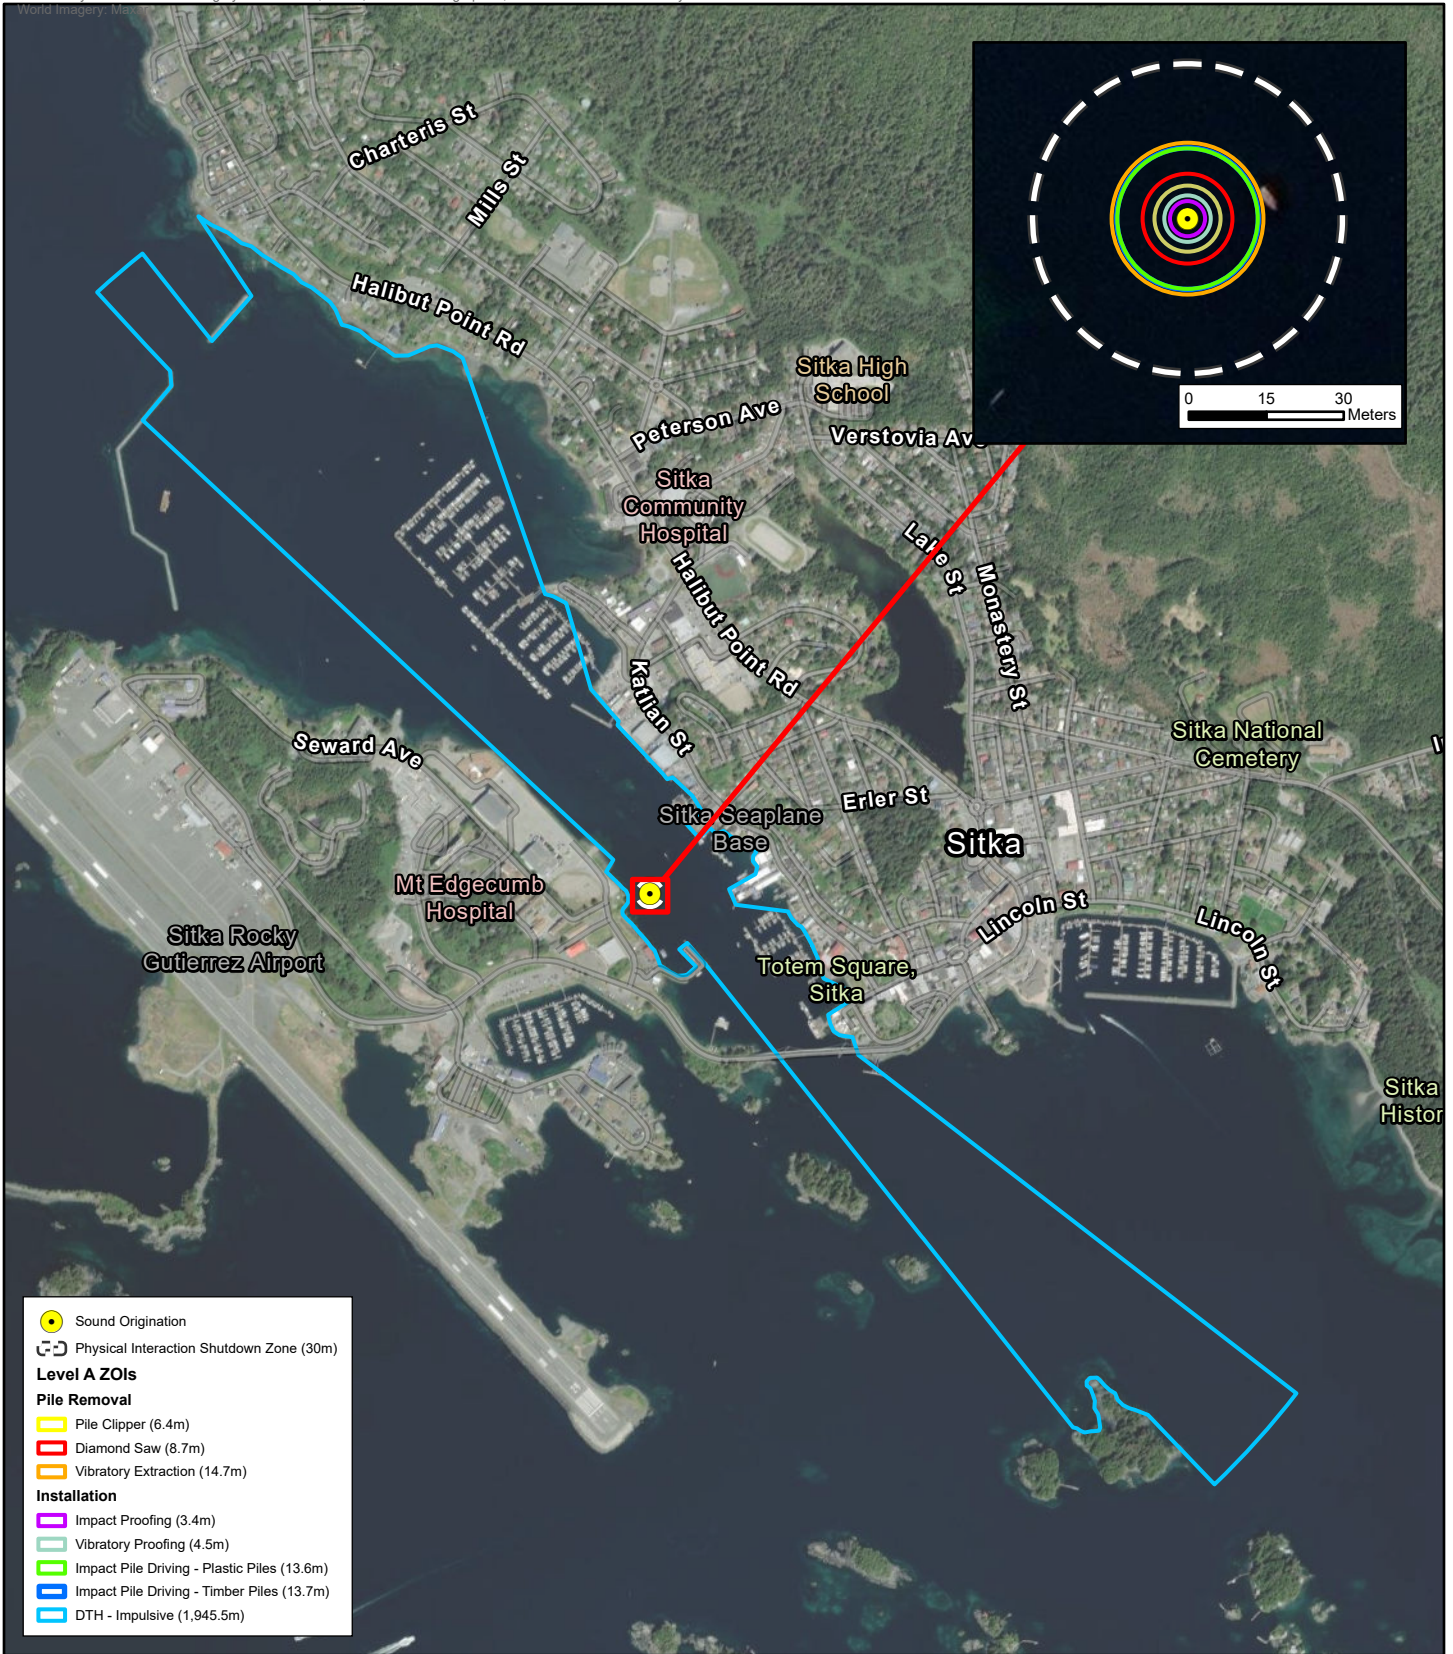 World Imagery: Max
Charteris St
Mills St
Halibut Point Rd
0 15 30
Meters
Sitka High
School
Peterson Ave
Verstovia Ave
Sitka
Community
Hospital
Lake St
Monastery St
Halibut Point Rd
Katlian St
Seward Ave
Sitka National
Cemetery
Erler St
Sitka Seaplane
Base
Sitka
Mt Edgecumb
Hospital
Lincoln St
Lincoln St
Sitka Rocky
Gutierrez Airport
Totem Square,
Sitka
Sitka
Histor
Sound Origination
Physical Interaction Shutdown Zone (30m)
Level A ZOIs
Pile Removal
Pile Clipper (6.4m)
Diamond Saw (8.7m)
Vibratory Extraction (14.7m)
Installation
Impact Proofing (3.4m)
Vibratory Proofing (4.5m)
Impact Pile Driving - Plastic Piles (13.6m)
Impact Pile Driving - Timber Piles (13.7m)
DTH - Impulsive (1,945.5m)